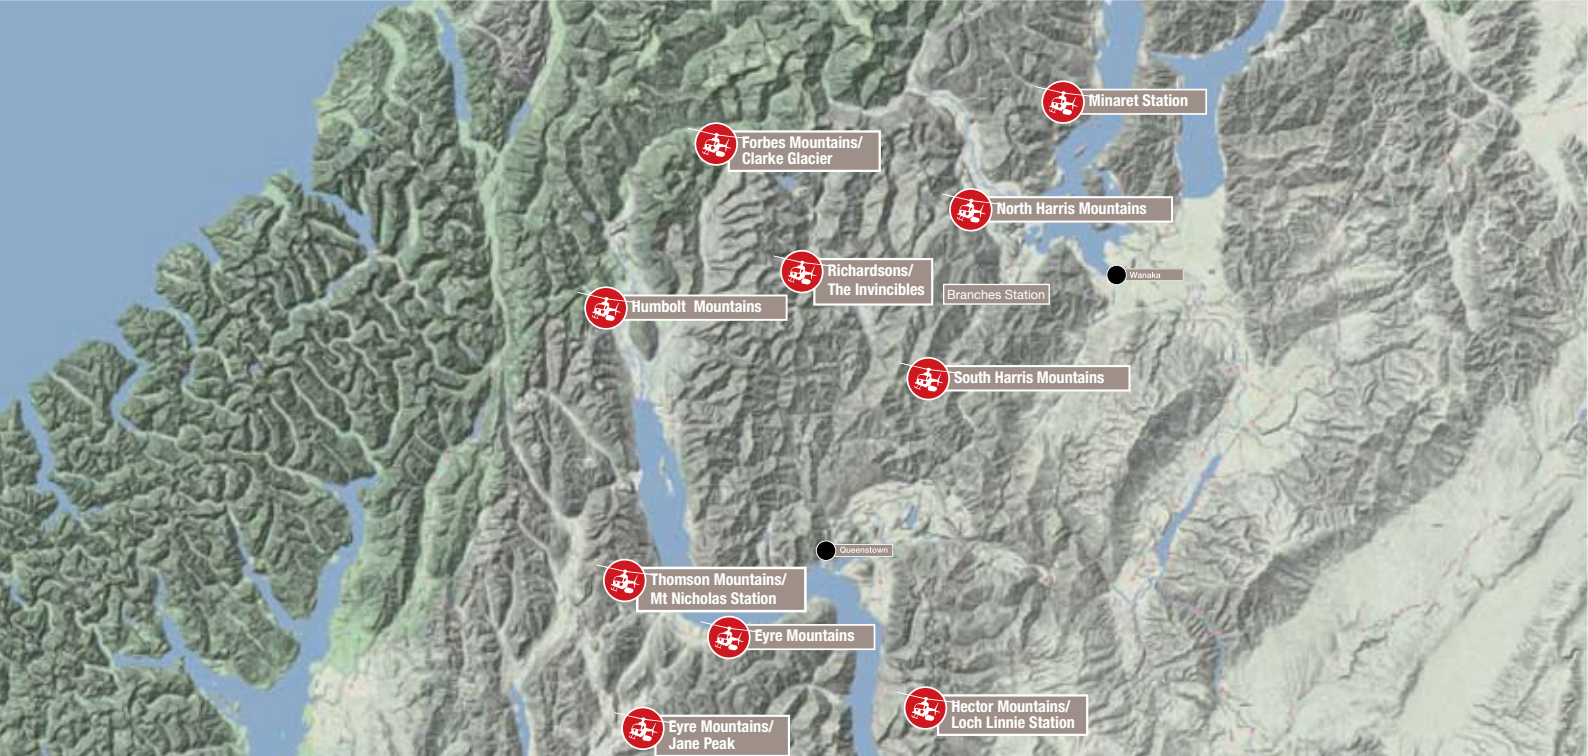 Minaret Station
Forbes Mountains/
Clarke Glacier
North Harris Mountains
Richardsons/
The Invincibles
Wanaka
Branches Station
Humbolt Mountains
South Harris Mountains
Queenstown
Thomson Mountains/
Mt Nicholas Station
Eyre Mountains
Hector Mountains/
Loch Linnie Station
Eyre Mountains/
Jane Peak